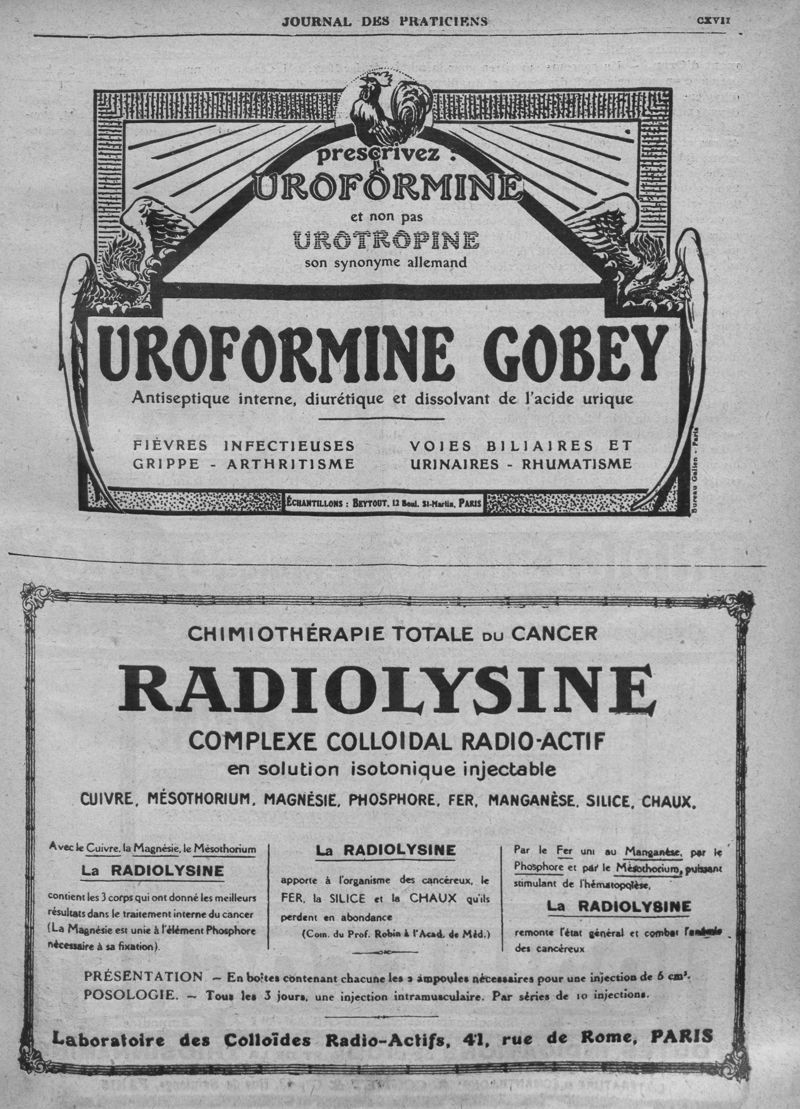 JOURNAL DES PRATICIENS
CXVII
prescrivez :
UROFORMINE
et non pas
UROTROPINE
son synonyme allemand
UROFORMINE GOBEY
Antiseptique interne, diurétique et dissolvant de l'acide urique
FIÈVRES INFECTIEUSES
GRIPPE - ARTHRITISME
VOIES BILIAIRES ET
URINAIRES - RHUMATISME
ÉCHANTILLONS : BEYTOUT, 12 Boul. St-Martin, PARIS
Bureau Galien - Paris
CHIMIOTHÉRAPIE TOTALE DU CANCER
RADIOLYSINE
COMPLEXE COLLOIDAL RADIO-ACTIF
en solution isotonique injectable
CUIVRE, MÉSOTHORIUM, MAGNÉSIE, PHOSPHORE, FER, MANGANÈSE, SILICE, CHAUX.
Avec le Cuivre, la Magnésie, le Mésothorium
La RADIOLYSINE
contient les 3 corps qui ont donné les meilleurs
résultats dans le traitement interne du cancer
(La Magnésie est unie à l'élément Phosphore
nécessaire à sa fixation).
La RADIOLYSINE
apporte à l'organisme des cancéreux, le
FER, la SILICE et la CHAUX qu'ils
perdent en abondance
(Com. du Prof. Robin à l'Acad. de Méd.)
Par le Fer uni au Manganèse, par le
Phosphore et par le Mésothorium, puissant
stimulant de l'hématopoïèse,
La RADIOLYSINE
remonte l'état général et combat l'anémie
des cancéreux
PRÉSENTATION — En boîtes contenant chacune les 2 ampoules nécessaires pour une injection de 6 cm³.
POSOLOGIE. — Tous les 3 jours, une injection intramusculaire. Par séries de 10 injections.
Laboratoire des Colloïdes Radio-Actifs, 41, rue de Rome, PARIS